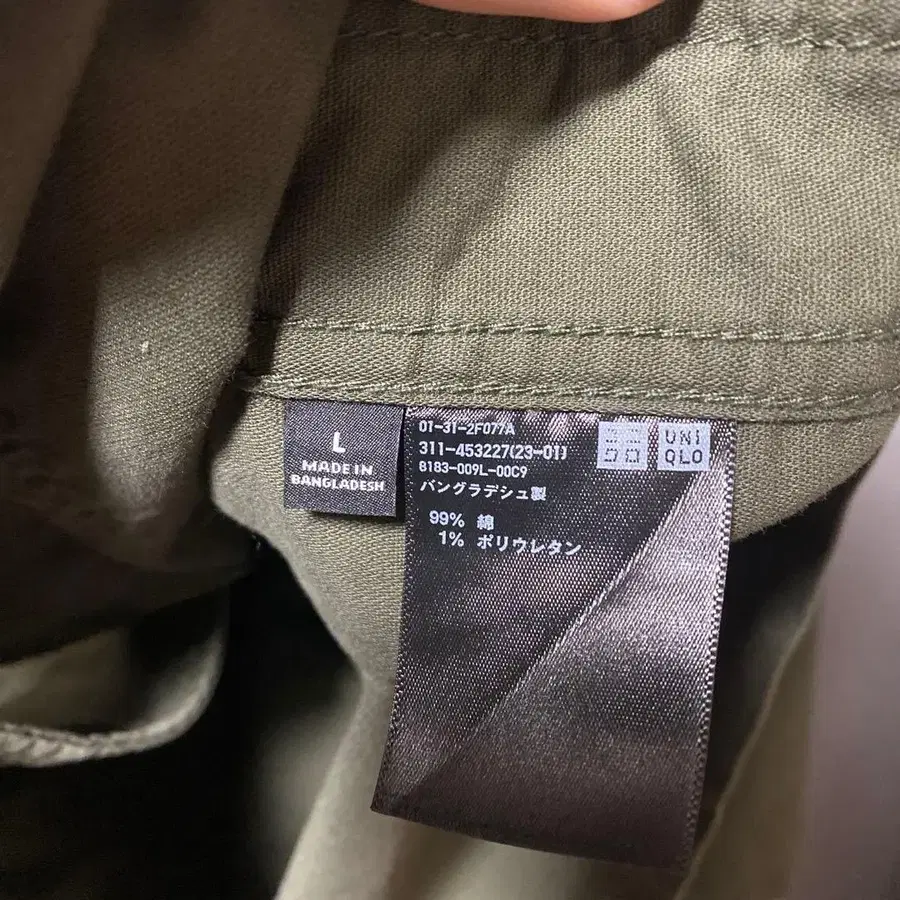 L
MADE IN
BANGLADESH
01-31-2F077A
311-453227(23-01)
8183-009L-00C9
バングラデシュ製
99% 綿
1% ポリウレタン
ユニ
クロ
UNI
QLO